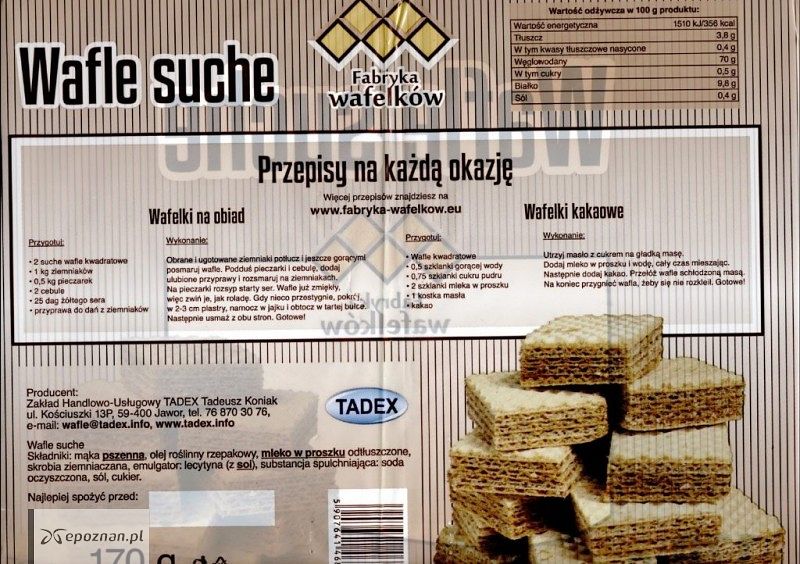 Wafle suche
Fabryka
wafelków
Wartość odżywcza w 100 g produktu:
Wartość energetyczna 1510 kJ/356 kcal
Tłuszcz 3,8 g
W tym kwasy tłuszczowe nasycone 0,4 g
Węglowodany 70 g
W tym cukry 0,5 g
Białko 9,8 g
Sól 0,4 g
Przepisy na każdą okazję
Więcej przepisów znajdziesz na
www.fabryka-wafelkow.eu
Wafelki na obiad
Przygotuj:
• 2 suche wafle kwadratowe
• 1 kg ziemniaków
• 0,5 kg pieczarek
• 2 cebule
• 25 dag żółtego sera
• przyprawa do dań z ziemniaków
Wykonanie:
Obrane i ugotowane ziemniaki potłucz i jeszcze gorącymi
posmaruj wafle. Podduś pieczarki i cebulę, dodaj
ulubione przyprawy i rozsmaruj na ziemniakach.
Na pieczarki rozsyp starty ser. Wafle już zmiękły,
więc zwiń je, jak roladę. Gdy nieco przestygnie, pokrój
w 2-3 cm plastry, namocz w jajku i obtocz w tartej bułce.
Następnie usmaż z obu stron. Gotowe!
Wafelki kakaowe
Przygotuj:
• Wafle kwadratowe
• 0,5 szklanki gorącej wody
• 0,75 szklanki cukru pudru
• 2 szklanki mleka w proszku
• 1 kostka masła
• kakao
Wykonanie:
Utrzyj masło z cukrem na gładką masę.
Dodaj mleko w proszku i wodę, cały czas mieszając.
Następnie dodaj kakao. Przełóż wafle schłodzoną masą.
Na koniec przygnieć wafla, żeby się nie rozkleił. Gotowe!
Producent:
Zakład Handlowo-Usługowy TADEX Tadeusz Koniak
ul. Kościuszki 13P, 59-400 Jawor, tel. 76 870 30 76,
e-mail: wafle@tadex.info, www.tadex.info
TADEX
Wafle suche
Składniki: mąka pszenna, olej roślinny rzepakowy, mleko w proszku odtłuszczone,
skrobia ziemniaczana, emulgator: lecytyna (z soi), substancja spulchniająca: soda
oczyszczona, sól, cukier.
Najlepiej spożyć przed:
epoznan.pl
170 g